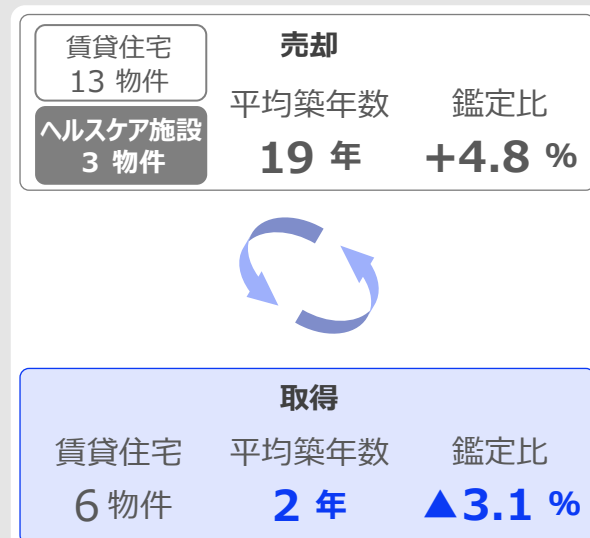 売却
賃貸住宅
13 物件
ヘルスケア施設
3 物件
平均築年数
19 年
鑑定比
+4.8 %
取得
賃貸住宅
6物件
平均築年数
2 年
鑑定比
▲3.1 %